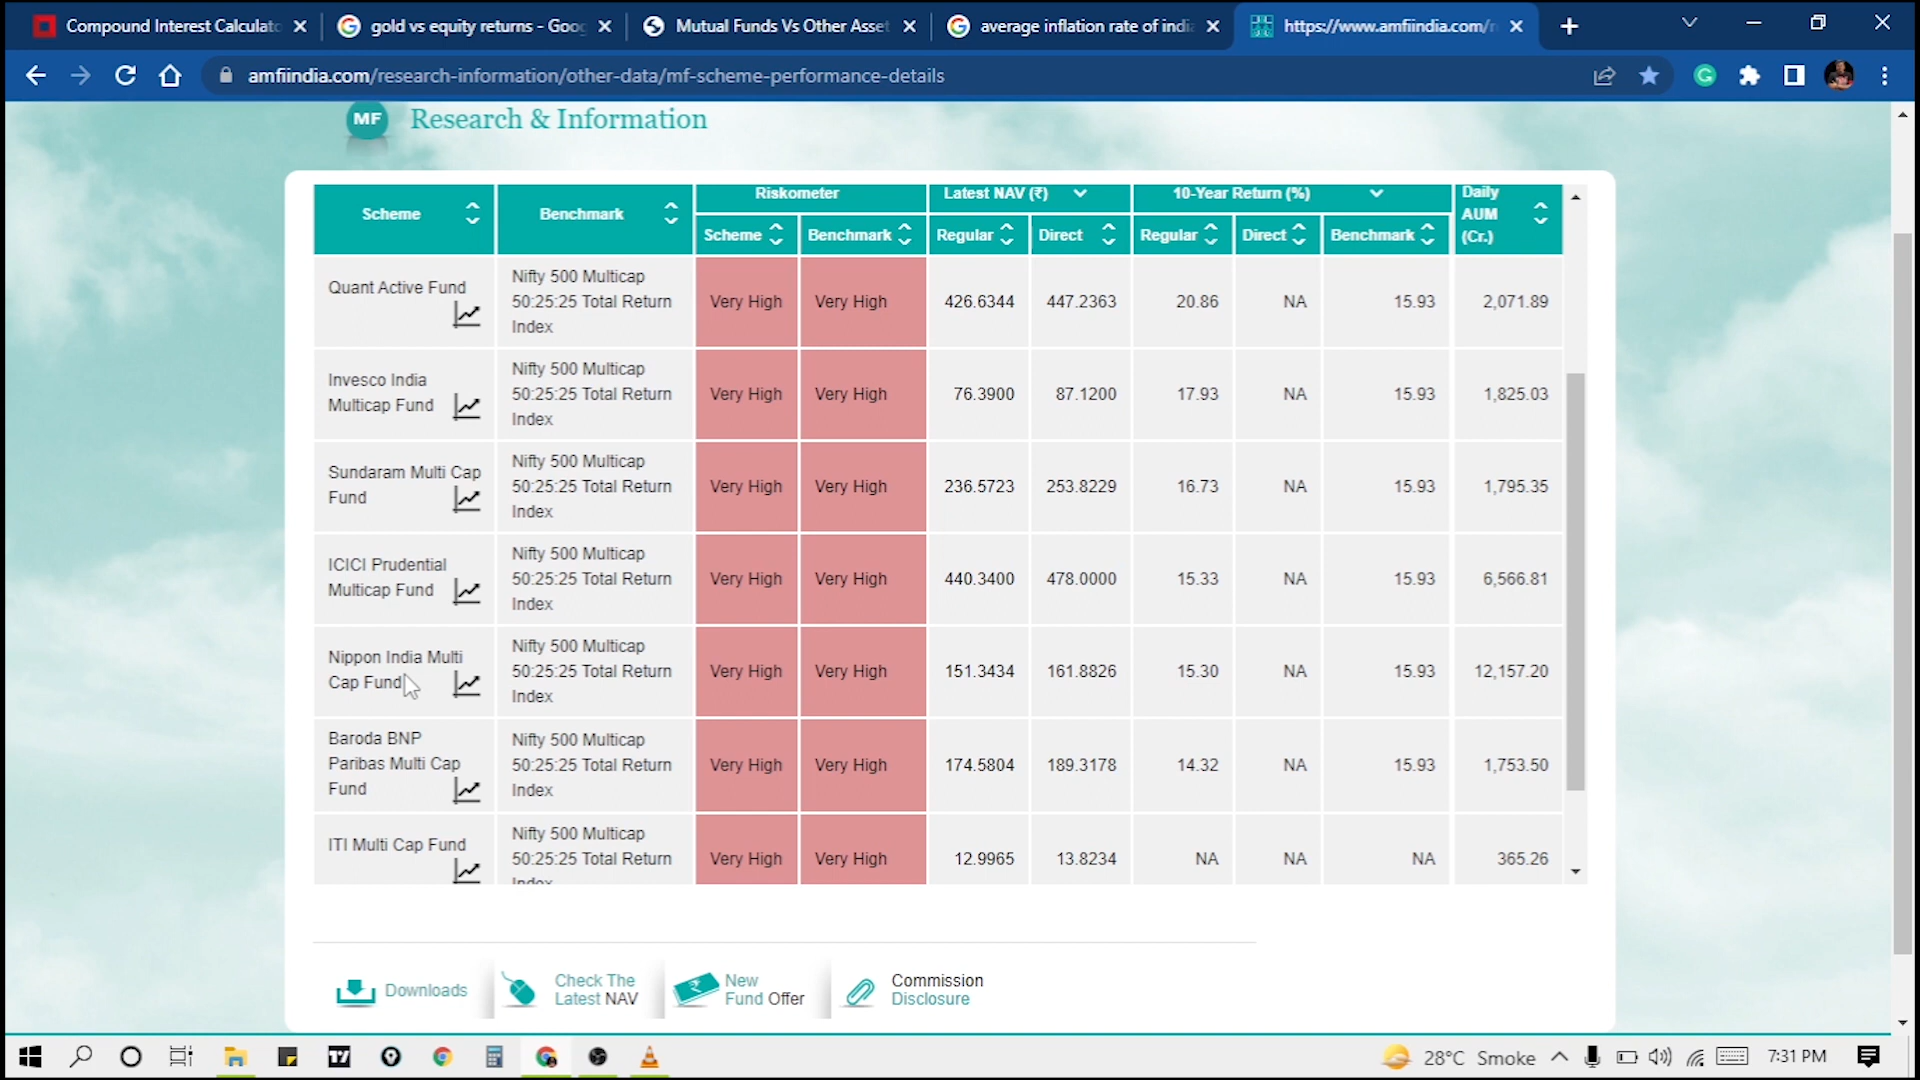 Compound Interest Calculato
gold vs equity returns - Goog
Mutual Funds Vs Other Asset
average inflation rate of india
https://www.amfiindia.com/r
amfiindia.com/research-information/other-data/mf-scheme-performance-details
MF Research & Information
Scheme Benchmark Riskometer Latest NAV (₹) 10-Year Return (%) Daily AUM (Cr.)
Scheme Benchmark Regular Direct Regular Direct Benchmark
Quant Active Fund
Nifty 500 Multicap
50:25:25 Total Return
Index
Very High Very High 426.6344 447.2363 20.86 NA 15.93 2,071.89
Invesco India
Multicap Fund
Nifty 500 Multicap
50:25:25 Total Return
Index
Very High Very High 76.3900 87.1200 17.93 NA 15.93 1,825.03
Sundaram Multi Cap
Fund
Nifty 500 Multicap
50:25:25 Total Return
Index
Very High Very High 236.5723 253.8229 16.73 NA 15.93 1,795.35
ICICI Prudential
Multicap Fund
Nifty 500 Multicap
50:25:25 Total Return
Index
Very High Very High 440.3400 478.0000 15.33 NA 15.93 6,566.81
Nippon India Multi
Cap Fund
Nifty 500 Multicap
50:25:25 Total Return
Index
Very High Very High 151.3434 161.8826 15.30 NA 15.93 12,157.20
Baroda BNP
Paribas Multi Cap
Fund
Nifty 500 Multicap
50:25:25 Total Return
Index
Very High Very High 174.5804 189.3178 14.32 NA 15.93 1,753.50
ITI Multi Cap Fund
Nifty 500 Multicap
50:25:25 Total Return
Index
Very High Very High 12.9965 13.8234 NA NA NA 365.26
Downloads
Check The
Latest NAV
New
Fund Offer
Commission
Disclosure
28°C Smoke
7:31 PM